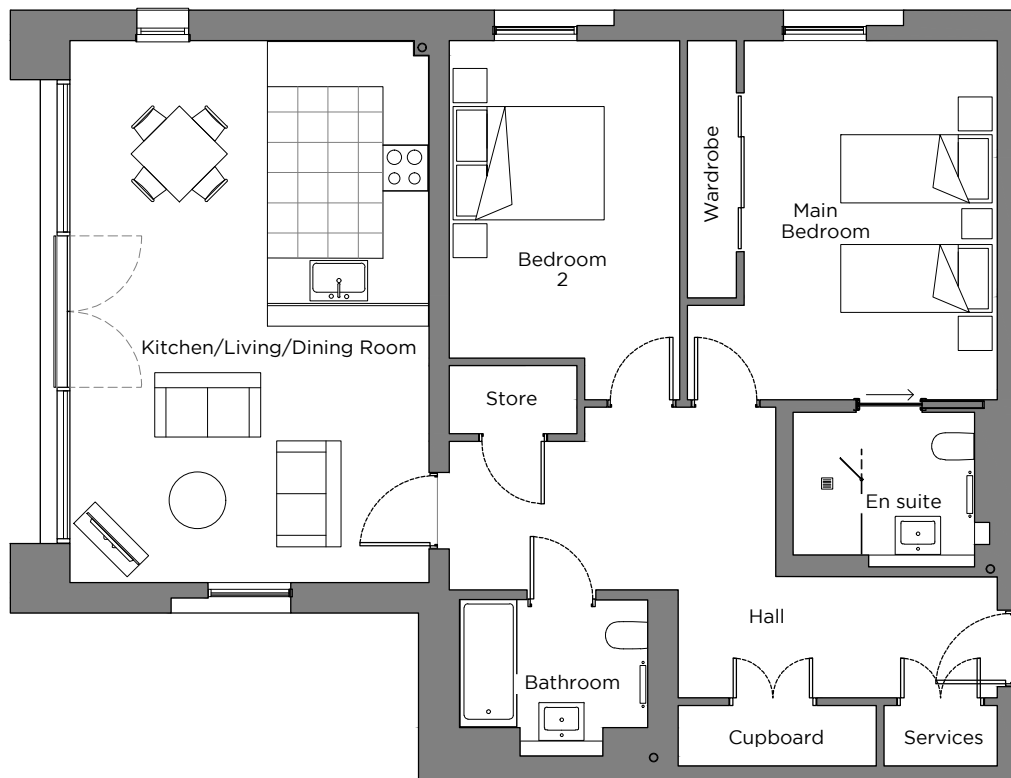 Wardrobe
Main
Bedroom
Bedroom
2
Kitchen/Living/Dining Room
Store
En suite
Hall
Bathroom
Cupboard
Services